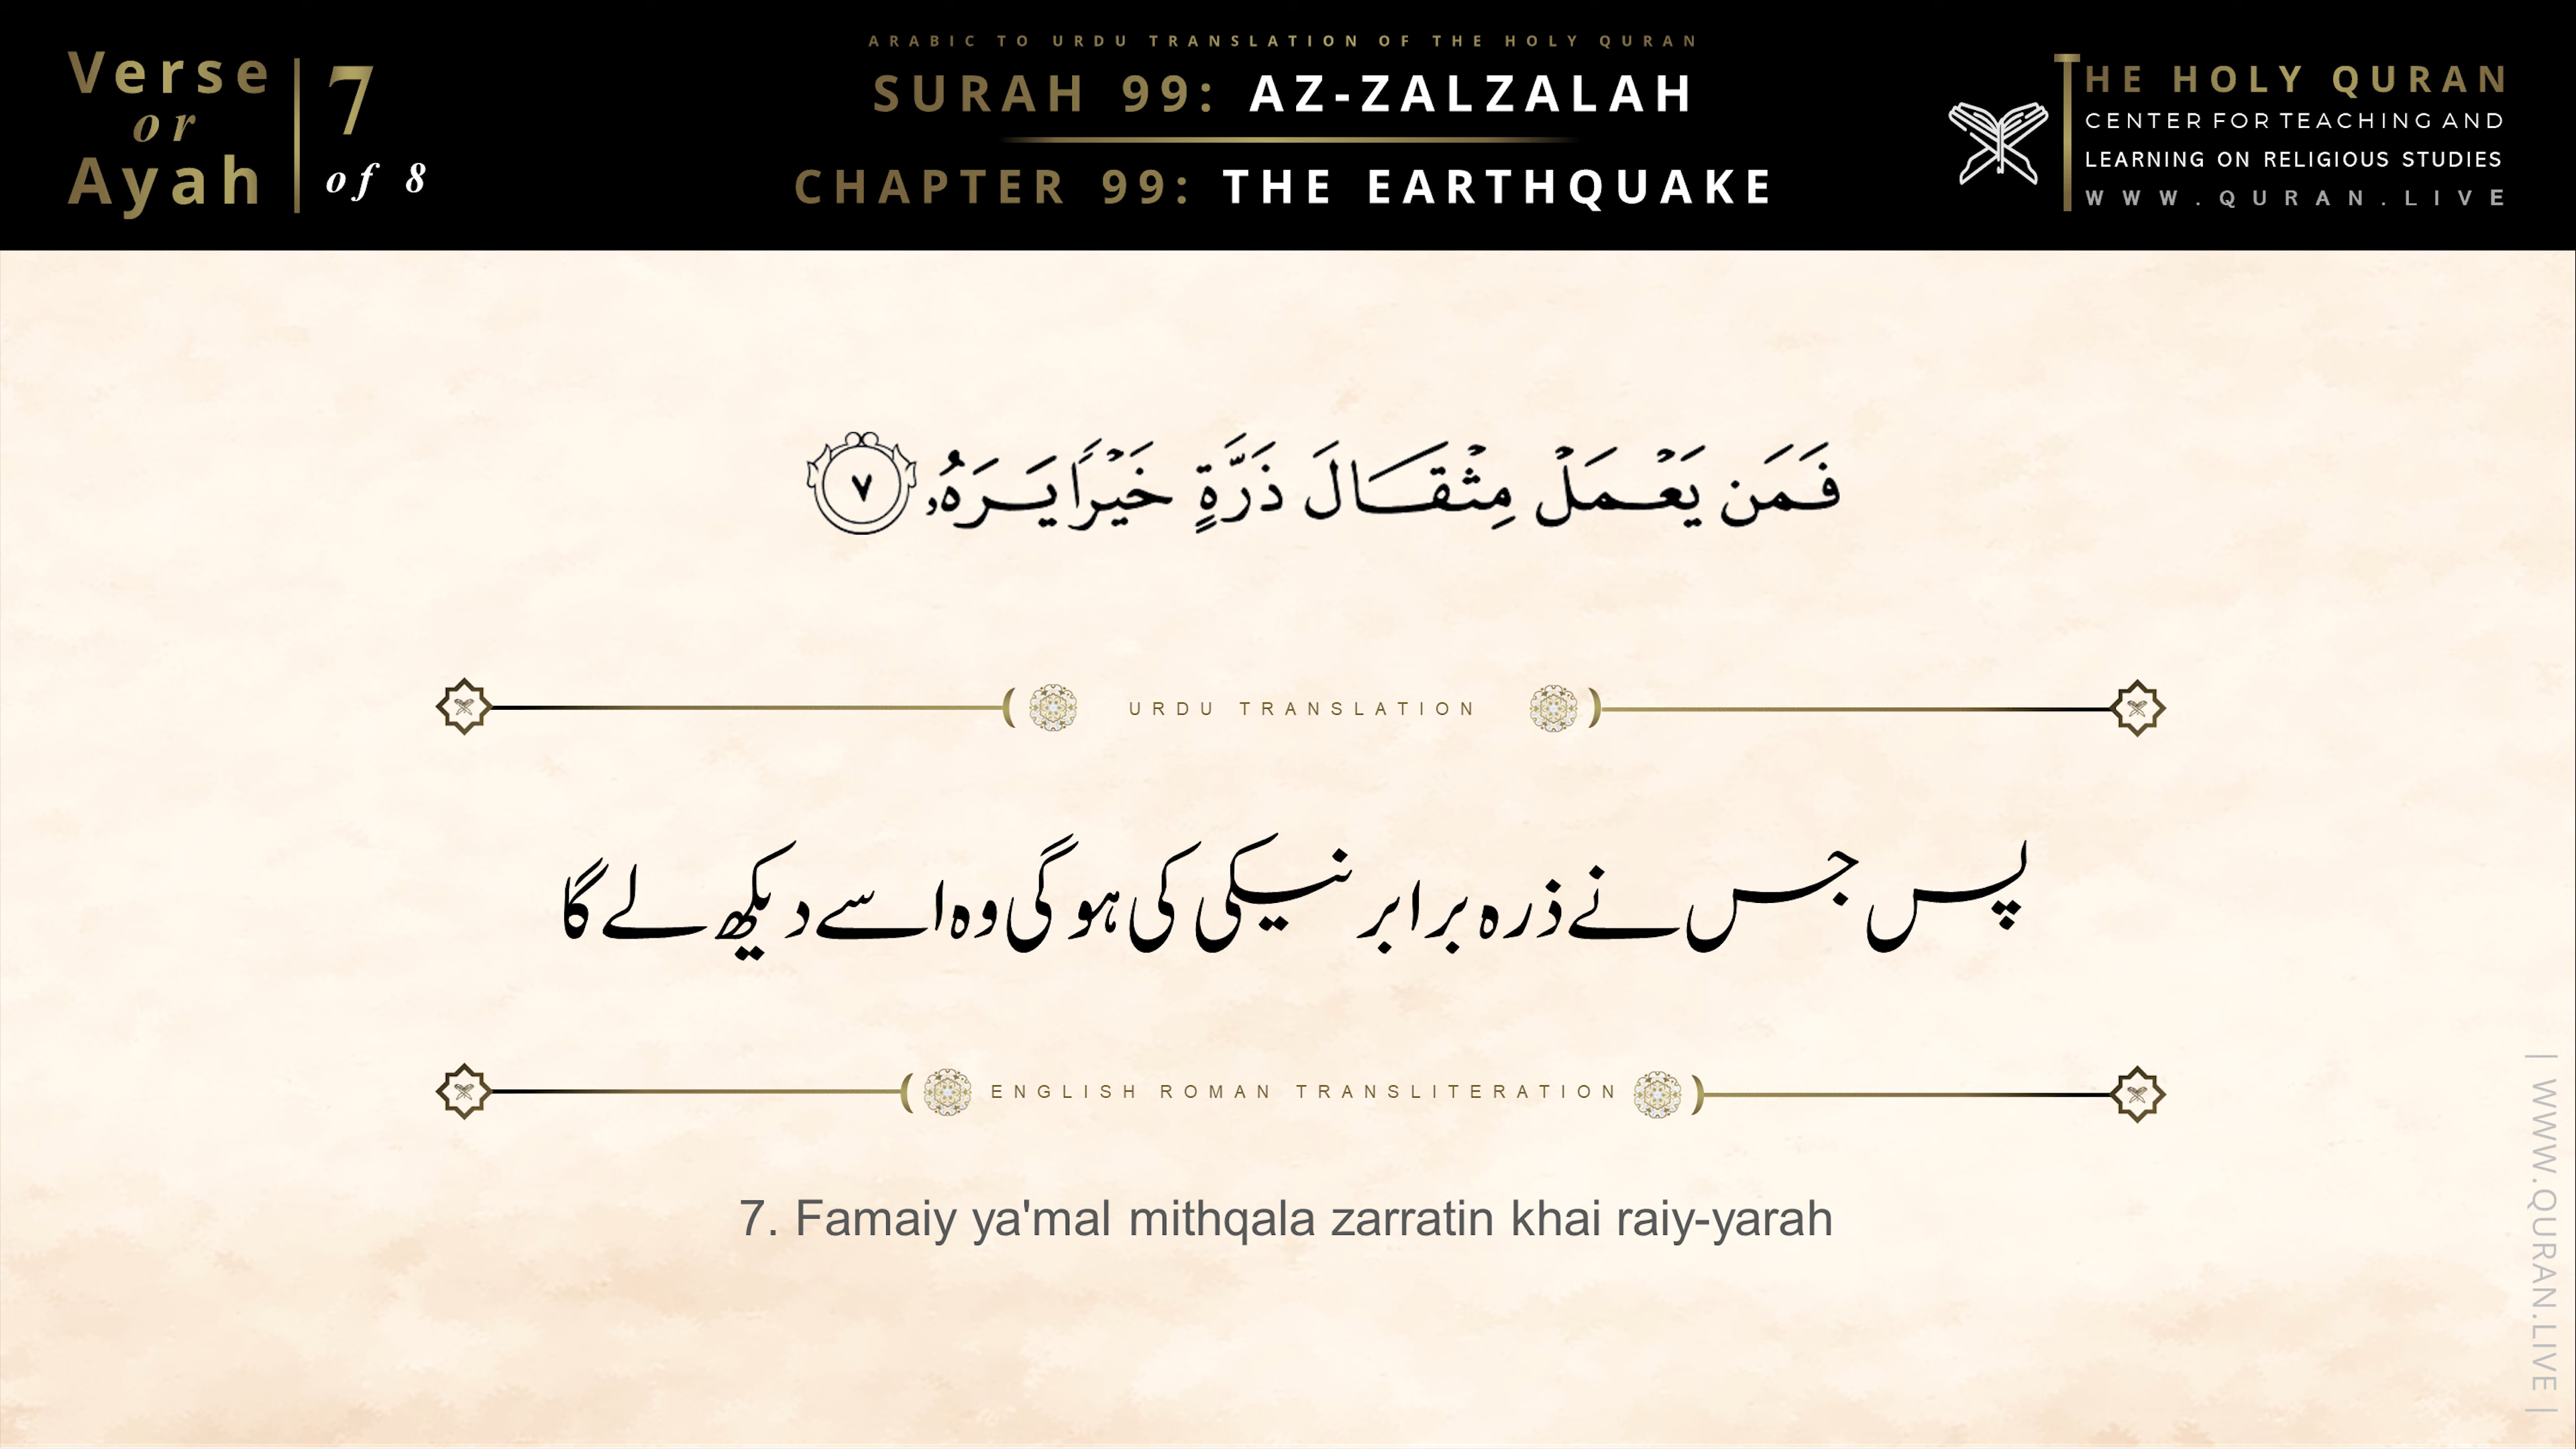 Verse
or
Ayah
7
of 8
ARABIC TO URDU TRANSLATION OF THE HOLY QURAN
SURAH 99: AZ-ZALZALAH
CHAPTER 99: THE EARTHQUAKE
THE HOLY QURAN
CENTER FOR TEACHING AND
LEARNING ON RELIGIOUS STUDIES
WWW.QURAN.LIVE
فَمَن يَعْمَلْ مِثْقَالَ ذَرَّةٍ خَيْرًا يَرَهُۥ ٧
URDU TRANSLATION
پس جس نے ذرہ برابر نیکی کی ہو گی وہ اسے دیکھ لے گا
ENGLISH ROMAN TRANSLITERATION
7. Famaiy ya'mal mithqala zarratin khai raiy-yarah
| WWW.QURAN.LIVE |